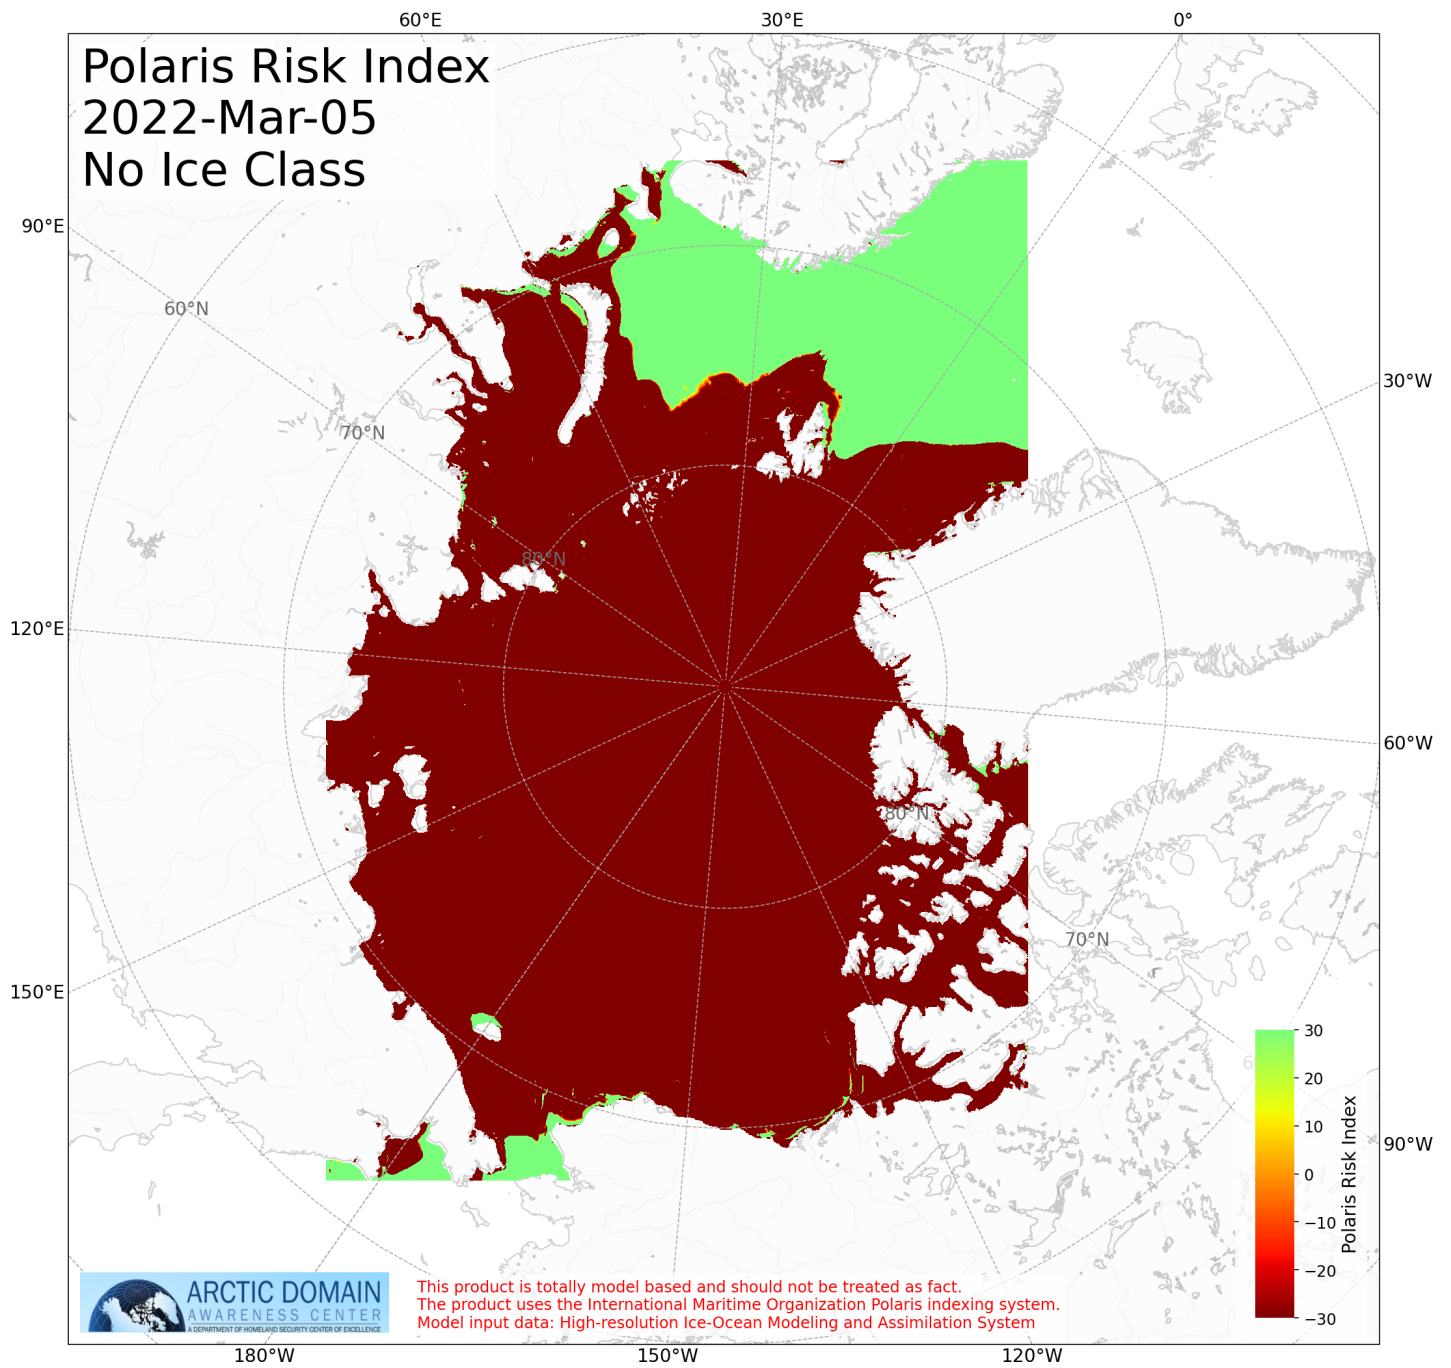 60°E 30°E 0°
Polaris Risk Index
2022-Mar-05
No Ice Class
90°E
60°N
30°W
70°N
80°N
120°E
60°W
80°N
70°N
150°E
30
20
10
0
−10
−20
−30
Polaris Risk Index
90°W
ARCTIC DOMAIN
AWARENESS CENTER
A DEPARTMENT OF HOMELAND SECURITY CENTER OF EXCELLENCE
This product is totally model based and should not be treated as fact.
The product uses the International Maritime Organization Polaris indexing system.
Model input data: High-resolution Ice-Ocean Modeling and Assimilation System
180°W 150°W 120°W